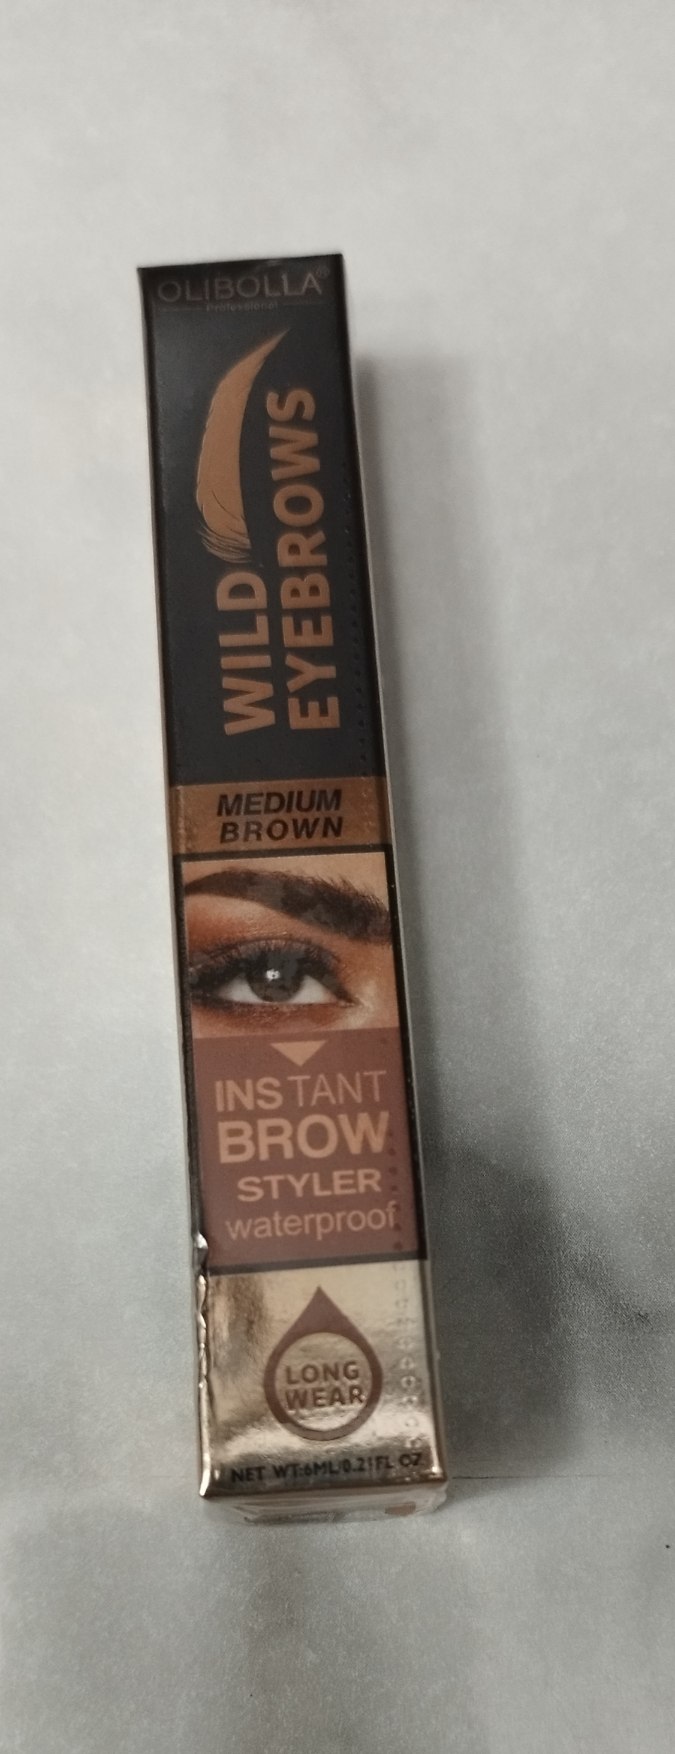 OLIBOLLA®
Professional
WILD
EYEBROWS
MEDIUM
BROWN
INSTANT
BROW
STYLER
waterproof
LONG
WEAR
NET WT:6ML/0.21FL OZ